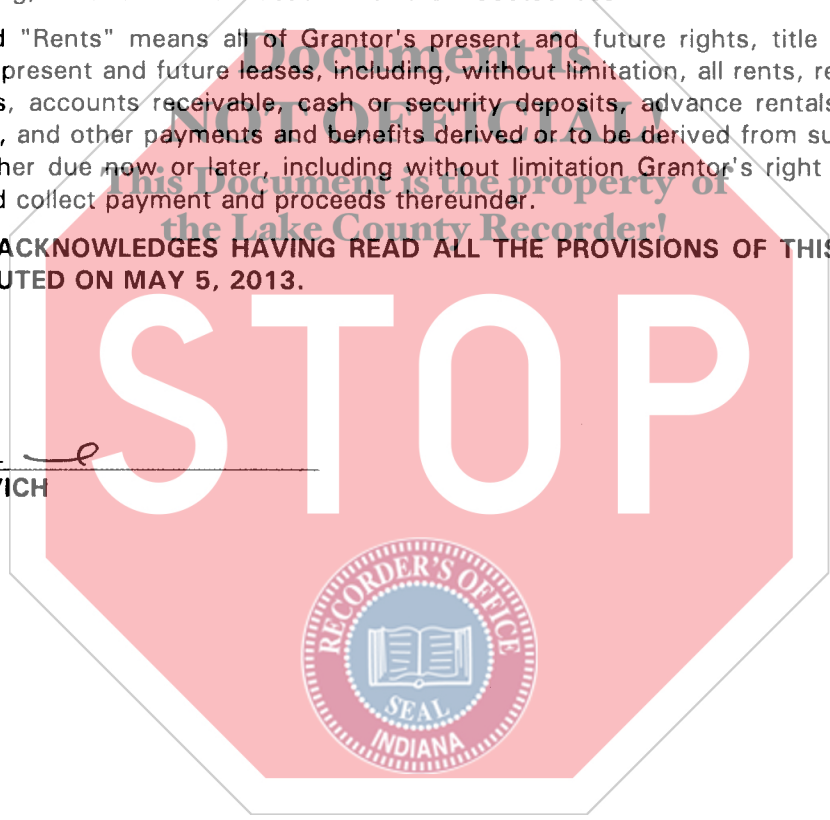 "Rents" means all of Grantor's present and future rights, title
present and future leases, including, without limitation, all rents,
accounts receivable, cash or security deposits, advance rentals
and other payments and benefits derived or to be derived from
due now or later, including without limitation Grantor's right
collect payment and proceeds thereunder.
ACKNOWLEDGES HAVING READ ALL THE PROVISIONS OF THIS
UTED ON MAY 5, 2013.
VICH
Document is
NOT OFFICIAL!
This Document is the property of
the Lake County Recorder!
STOP
RECORDER'S OFFICE
SEAL
INDIANA